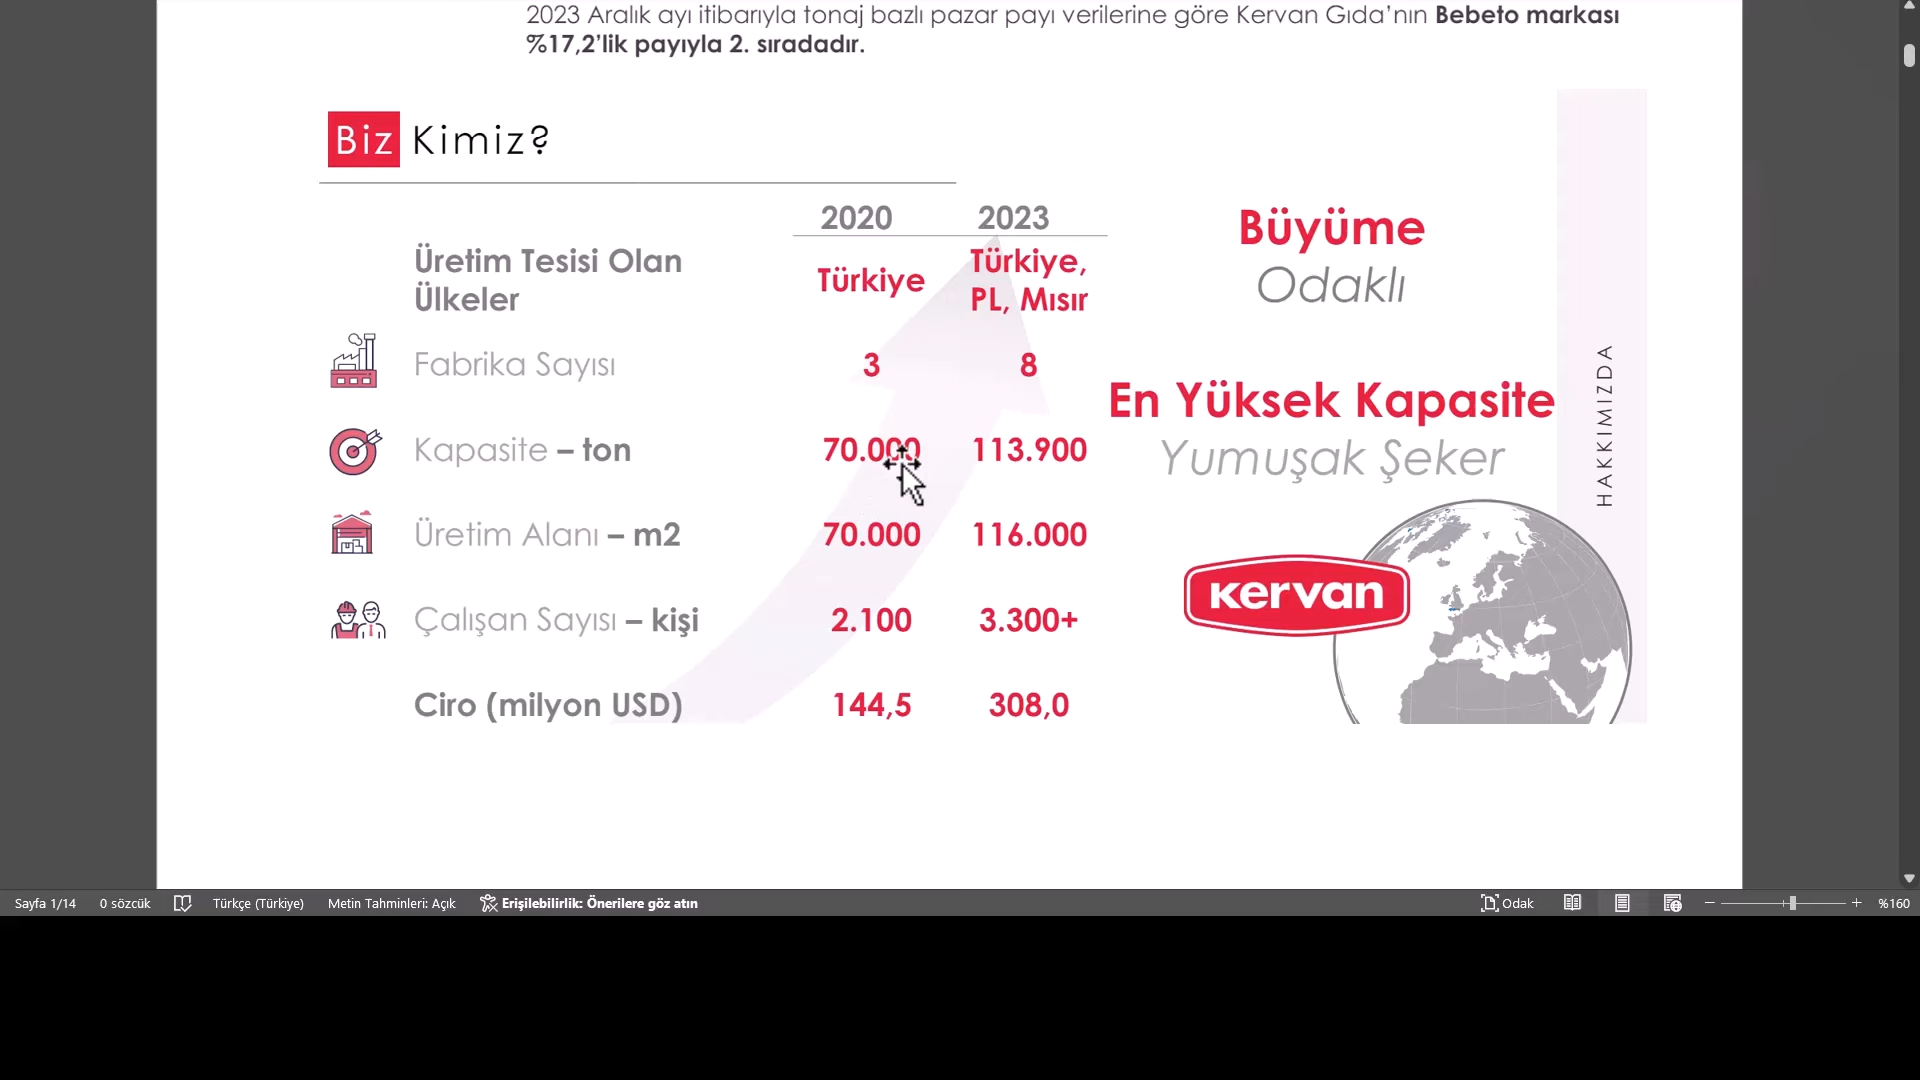 2023 Aralık ayı itibarıyla tonaj bazlı pazar payı verilerine göre Kervan Gıda’nın Bebeto markası
%17,2’lik payıyla 2. sıradadır.
Biz Kimiz?
2020 2023
Üretim Tesisi Olan
Ülkeler
Türkiye
Türkiye,
PL, Mısır
Fabrika Sayısı 3 8
Kapasite – ton 70.000 113.900
Üretim Alanı – m2 70.000 116.000
Çalışan Sayısı – kişi 2.100 3.300+
Ciro (milyon USD) 144,5 308,0
Büyüme
Odaklı
En Yüksek Kapasite
Yumuşak Şeker
kervan
HAKKIMIZDA
Sayfa 1/14 0 sözcük Türkçe (Türkiye) Metin Tahminleri: Açık Erişilebilirlik: Önerilere göz atın Odak %160